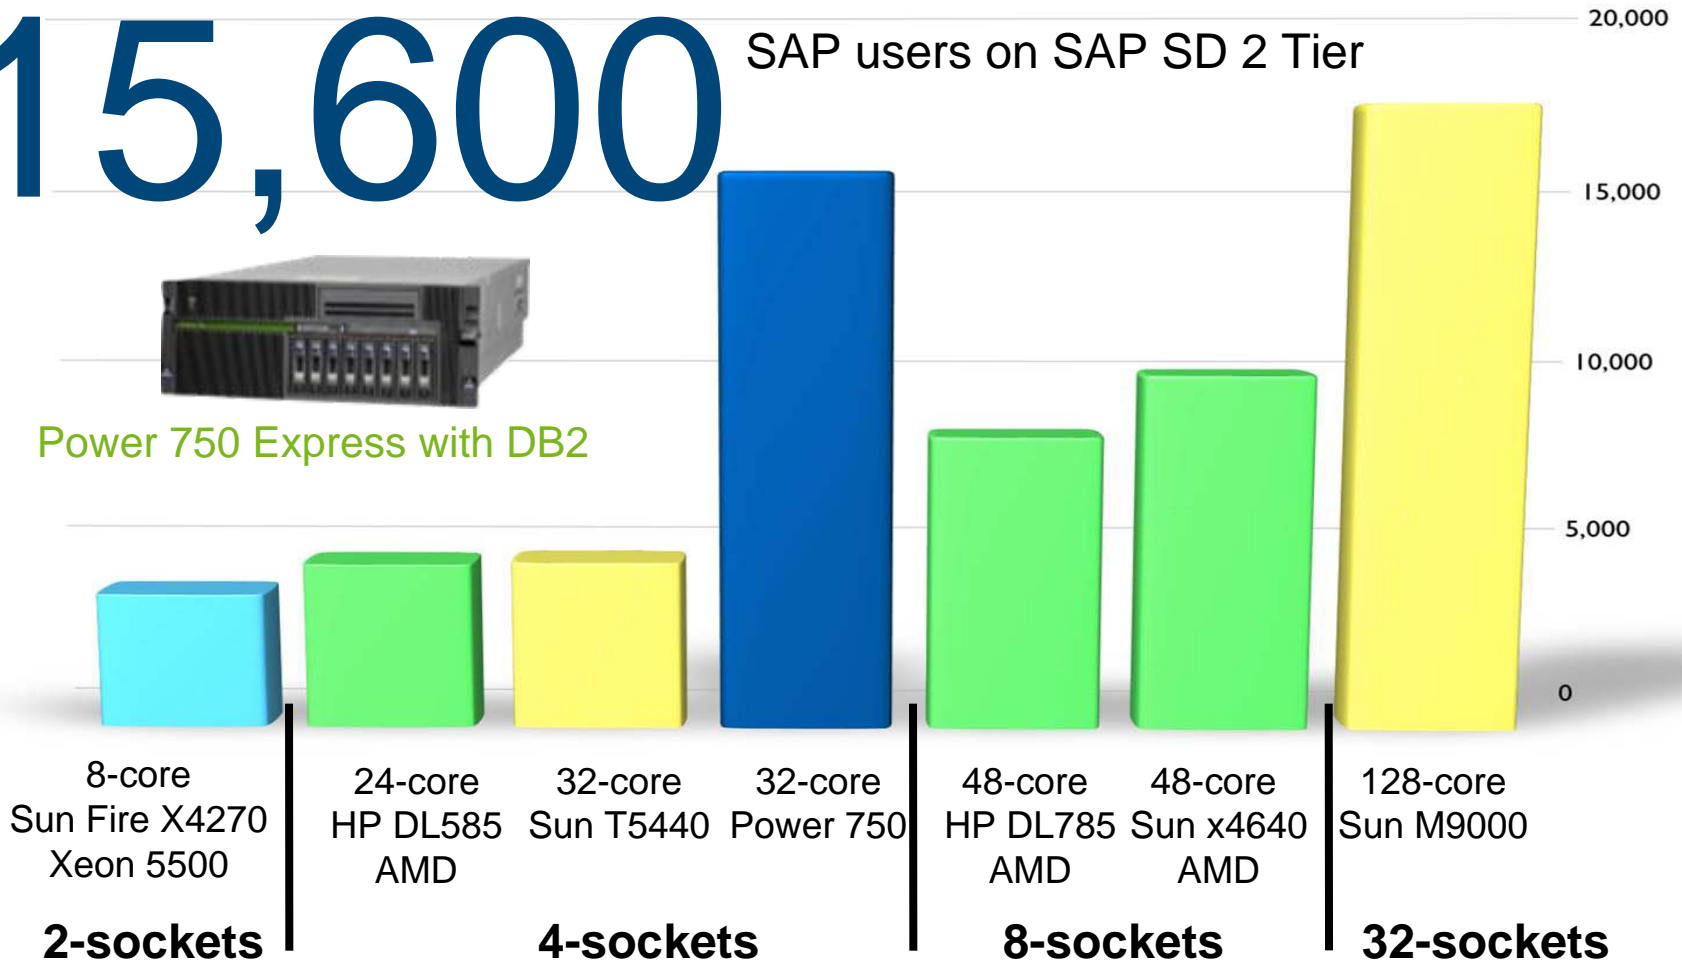 15,600
SAP users on SAP SD 2 Tier
20,000
15,000
10,000
5,000
0
Power 750 Express with DB2
8-core
Sun Fire X4270
Xeon 5500
24-core
HP DL585
AMD
32-core
Sun T5440
32-core
Power 750
48-core
HP DL785
AMD
48-core
Sun x4640
AMD
128-core
Sun M9000
2-sockets
4-sockets
8-sockets
32-sockets